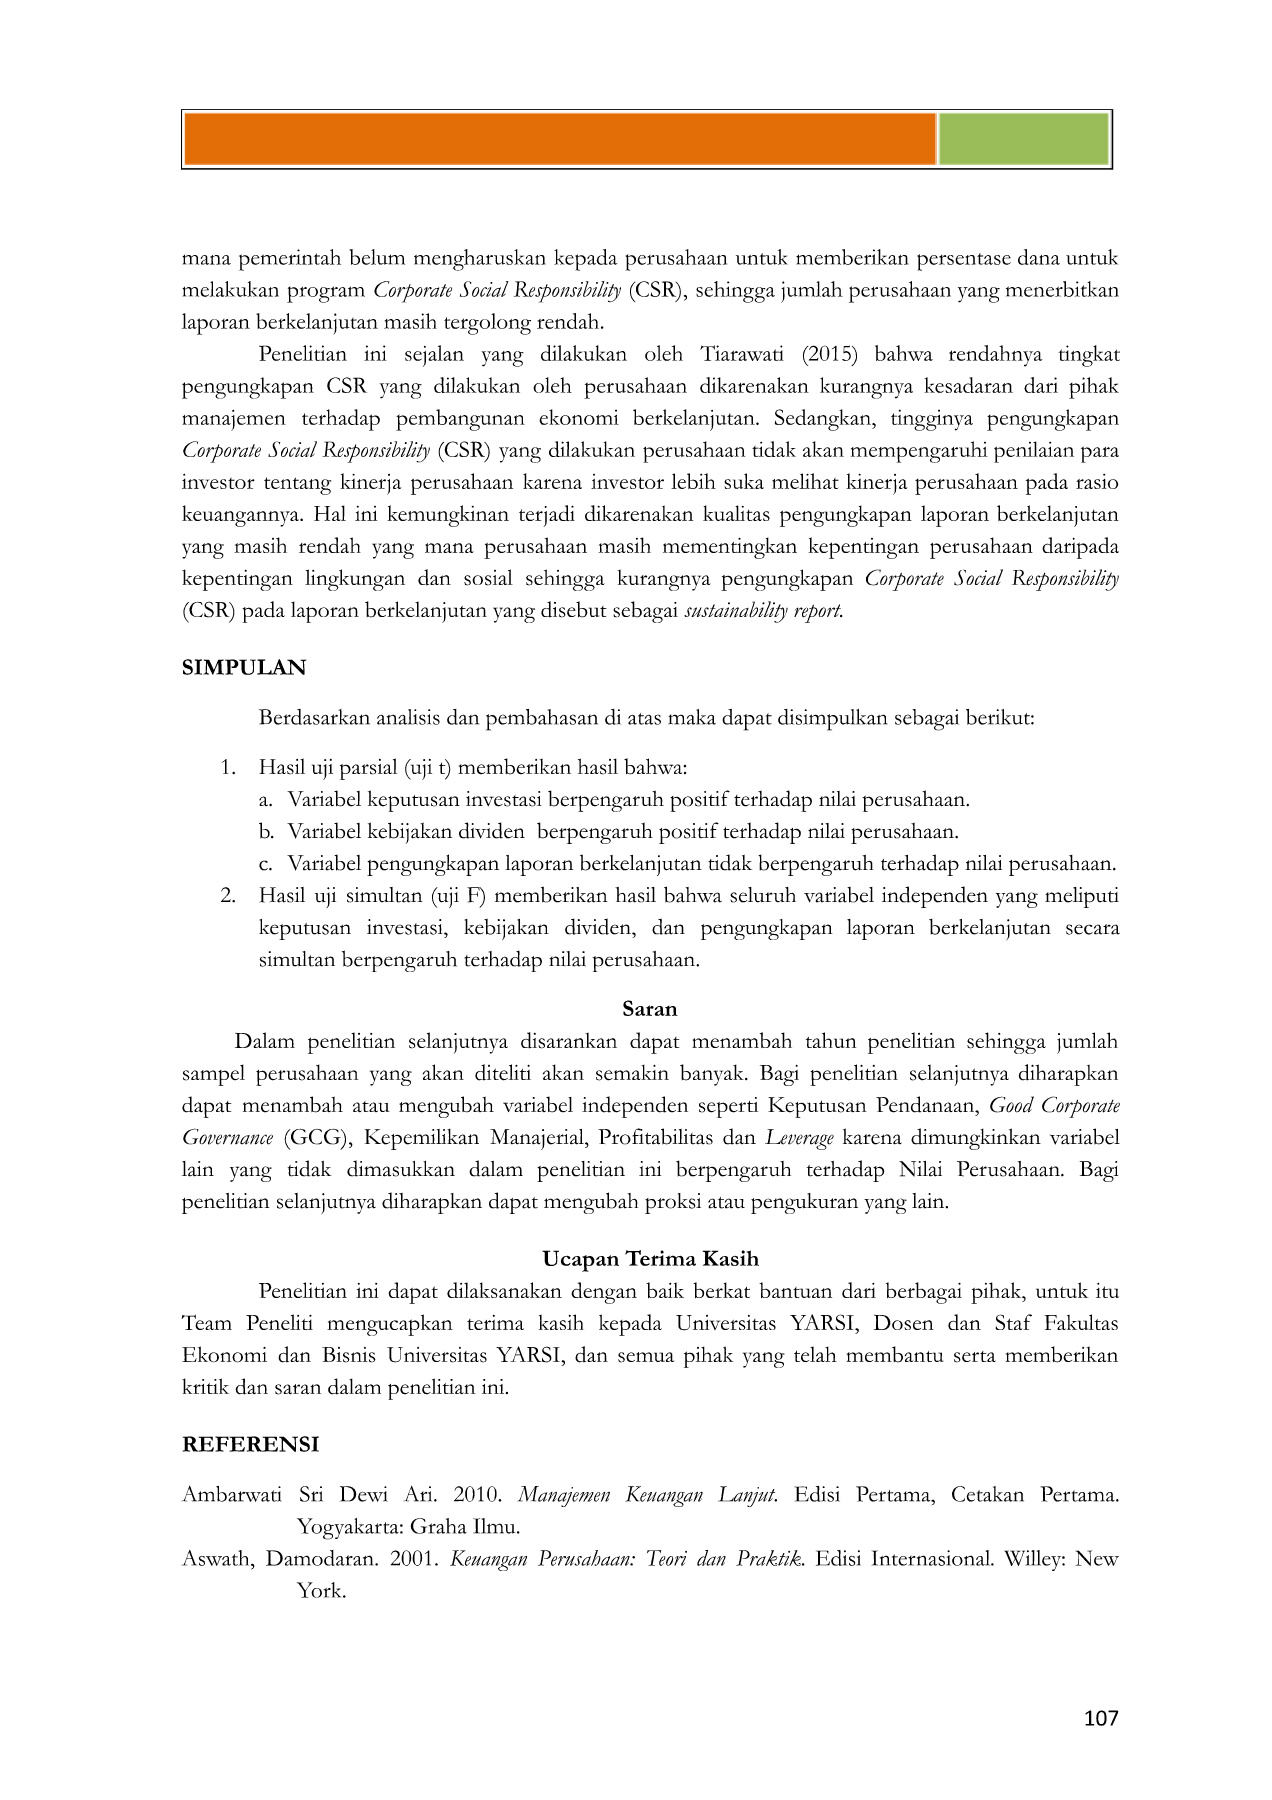 mana pemerintah belum mengharuskan kepada perusahaan untuk memberikan persentase dana untuk
melakukan program Corporate Social Responsibility (CSR), sehingga jumlah perusahaan yang menerbitkan
laporan berkelanjutan masih tergolong rendah.
Penelitian ini sejalan yang dilakukan oleh Tiarawati (2015) bahwa rendahnya tingkat
pengungkapan CSR yang dilakukan oleh perusahaan dikarenakan kurangnya kesadaran dari pihak
manajemen terhadap pembangunan ekonomi berkelanjutan. Sedangkan, tingginya pengungkapan
Corporate Social Responsibility (CSR) yang dilakukan perusahaan tidak akan mempengaruhi penilaian para
investor tentang kinerja perusahaan karena investor lebih suka melihat kinerja perusahaan pada rasio
keuangannya. Hal ini kemungkinan terjadi dikarenakan kualitas pengungkapan laporan berkelanjutan
yang masih rendah yang mana perusahaan masih mementingkan kepentingan perusahaan daripada
kepentingan lingkungan dan sosial sehingga kurangnya pengungkapan Corporate Social Responsibility
(CSR) pada laporan berkelanjutan yang disebut sebagai sustainability report.
SIMPULAN
Berdasarkan analisis dan pembahasan di atas maka dapat disimpulkan sebagai berikut:
1. Hasil uji parsial (uji t) memberikan hasil bahwa:
a. Variabel keputusan investasi berpengaruh positif terhadap nilai perusahaan.
b. Variabel kebijakan dividen berpengaruh positif terhadap nilai perusahaan.
c. Variabel pengungkapan laporan berkelanjutan tidak berpengaruh terhadap nilai perusahaan.
2. Hasil uji simultan (uji F) memberikan hasil bahwa seluruh variabel independen yang meliputi
keputusan investasi, kebijakan dividen, dan pengungkapan laporan berkelanjutan secara
simultan berpengaruh terhadap nilai perusahaan.
Saran
Dalam penelitian selanjutnya disarankan dapat menambah tahun penelitian sehingga jumlah
sampel perusahaan yang akan diteliti akan semakin banyak. Bagi penelitian selanjutnya diharapkan
dapat menambah atau mengubah variabel independen seperti Keputusan Pendanaan, Good Corporate
Governance (GCG), Kepemilikan Manajerial, Profitabilitas dan Leverage karena dimungkinkan variabel
lain yang tidak dimasukkan dalam penelitian ini berpengaruh terhadap Nilai Perusahaan. Bagi
penelitian selanjutnya diharapkan dapat mengubah proksi atau pengukuran yang lain.
Ucapan Terima Kasih
Penelitian ini dapat dilaksanakan dengan baik berkat bantuan dari berbagai pihak, untuk itu
Team Peneliti mengucapkan terima kasih kepada Universitas YARSI, Dosen dan Staf Fakultas
Ekonomi dan Bisnis Universitas YARSI, dan semua pihak yang telah membantu serta memberikan
kritik dan saran dalam penelitian ini.
REFERENSI
Ambarwati Sri Dewi Ari. 2010. Manajemen Keuangan Lanjut. Edisi Pertama, Cetakan Pertama.
Yogyakarta: Graha Ilmu.
Aswath, Damodaran. 2001. Keuangan Perusahaan: Teori dan Praktik. Edisi Internasional. Willey: New
York.
107